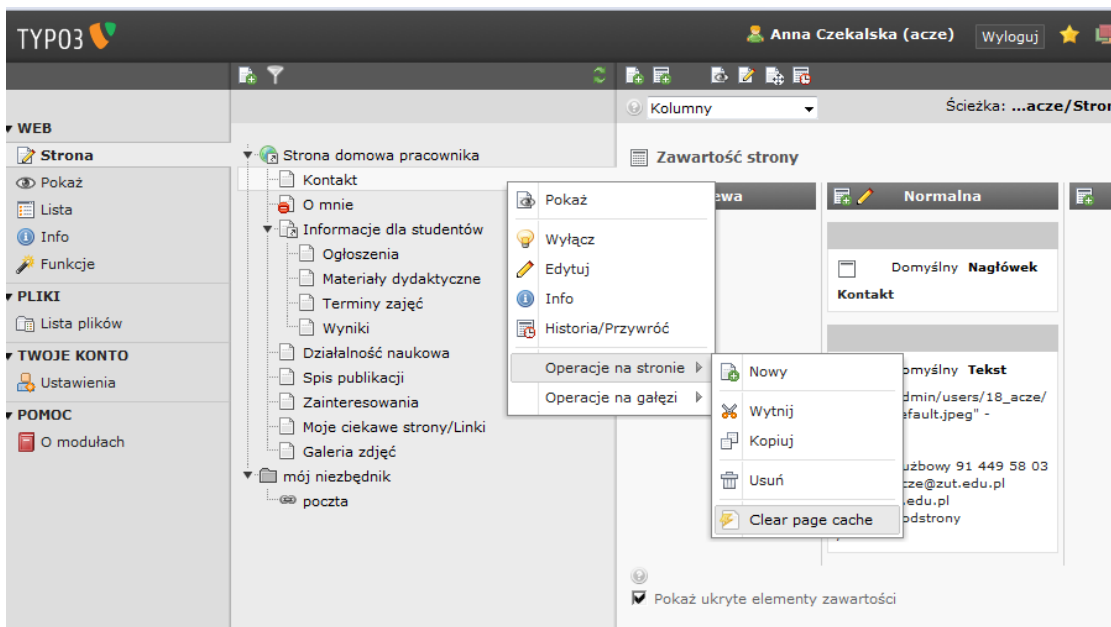 TYPO3
Anna Czekalska (acze)
Wyloguj
Kolumny
Ścieżka: ...acze/Stron
WEB
Strona
Pokaż
Lista
Info
Funkcje
PLIKI
Lista plików
TWOJE KONTO
Ustawienia
POMOC
O modułach
Strona domowa pracownika
Kontakt
O mnie
Informacje dla studentów
Ogłoszenia
Materiały dydaktyczne
Terminy zajęć
Wyniki
Działalność naukowa
Spis publikacji
Zainteresowania
Moje ciekawe strony/Linki
Galeria zdjęć
mój niezbędnik
poczta
Pokaż
Wyłącz
Edytuj
Info
Historia/Przywróć
Operacje na stronie
Operacje na gałęzi
Nowy
Wytnij
Kopiuj
Usuń
Clear page cache
Zawartość strony
ewa
Normalna
Domyślny Nagłówek
Kontakt
omyślny Tekst
dmin/users/18_acze/
efault.jpeg" -
użbowy 91 449 58 03
cze@zut.edu.pl
.edu.pl
odstrony
Pokaż ukryte elementy zawartości